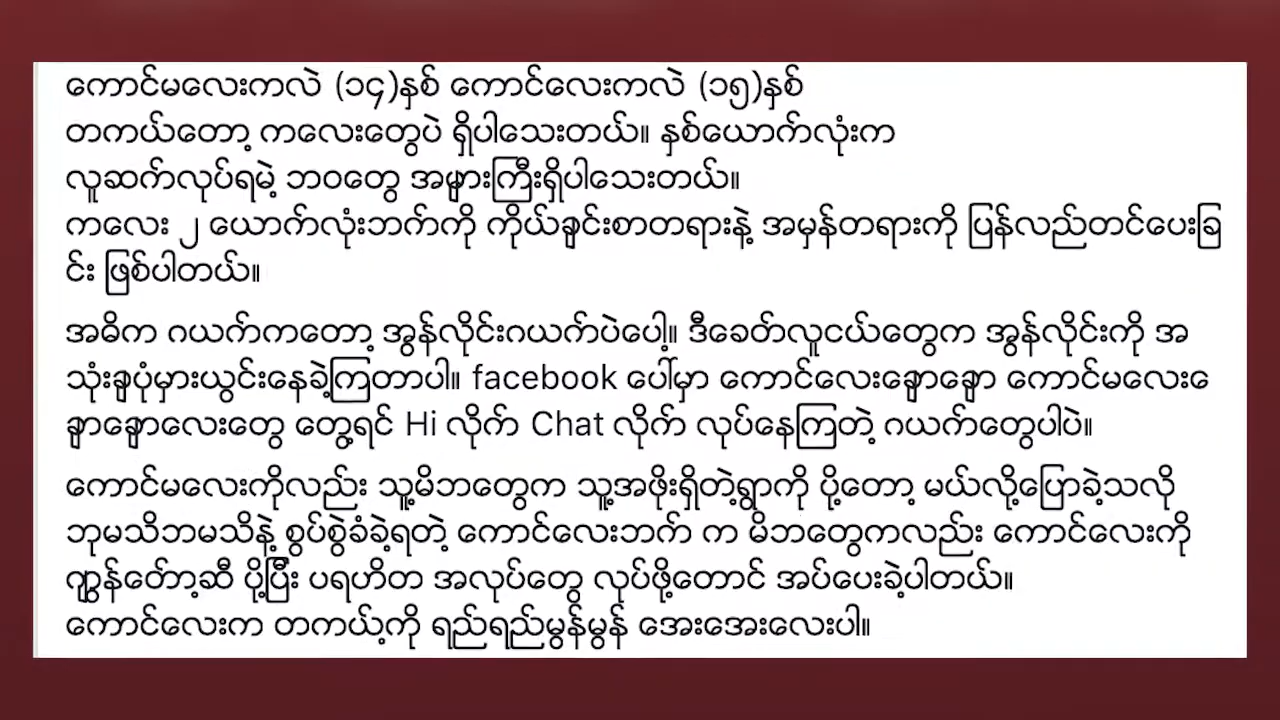 ကောင်မလေးကလဲ (၁၄)နှစ် ကောင်လေးကလဲ (၁၅)နှစ်
တကယ်တော့ ကလေးတွေပဲ ရှိပါသေးတယ်။ နှစ်ယောက်လုံးက
လူဆက်လုပ်ရမဲ့ ဘဝတွေ အများကြီးရှိပါသေးတယ်။
ကလေး ၂ ယောက်လုံးဘက်ကို ကိုယ်ချင်းစာတရားနဲ့ အမှန်တရားကို ပြန်လည်တင်ပေးခြ
င်း ဖြစ်ပါတယ်။
အဓိက ဂယက်ကတော့ အွန်လိုင်းဂယက်ပဲပေါ့။ ဒီခေတ်လူငယ်တွေက အွန်လိုင်းကို အ
သုံးချပုံမှားယွင်းနေခဲ့ကြတာပါ။ facebook ပေါ်မှာ ကောင်လေးချောချော ကောင်မလေးေ
ချာချောလေးတွေ တွေ့ရင် Hi လိုက် Chat လိုက် လုပ်နေကြတဲ့ ဂယက်တွေပါပဲ။
ကောင်မလေးကိုလည်း သူ့မိဘတွေက သူ့အဖိုးရှိတဲ့ရွာကို ပို့တော့ မယ်လို့ပြောခဲ့သလို
ဘုမသိဘမသိနဲ့ စွပ်စွဲခံခဲ့ရတဲ့ ကောင်လေးဘက် က မိဘတွေကလည်း ကောင်လေးကို
ကျွန်တော့်ဆီ ပို့ပြီး ပရဟိတ အလုပ်တွေ လုပ်ဖို့တောင် အပ်ပေးခဲ့ပါတယ်။
ကောင်လေးက တကယ့်ကို ရည်ရည်မွန်မွန် အေးအေးလေးပါ။